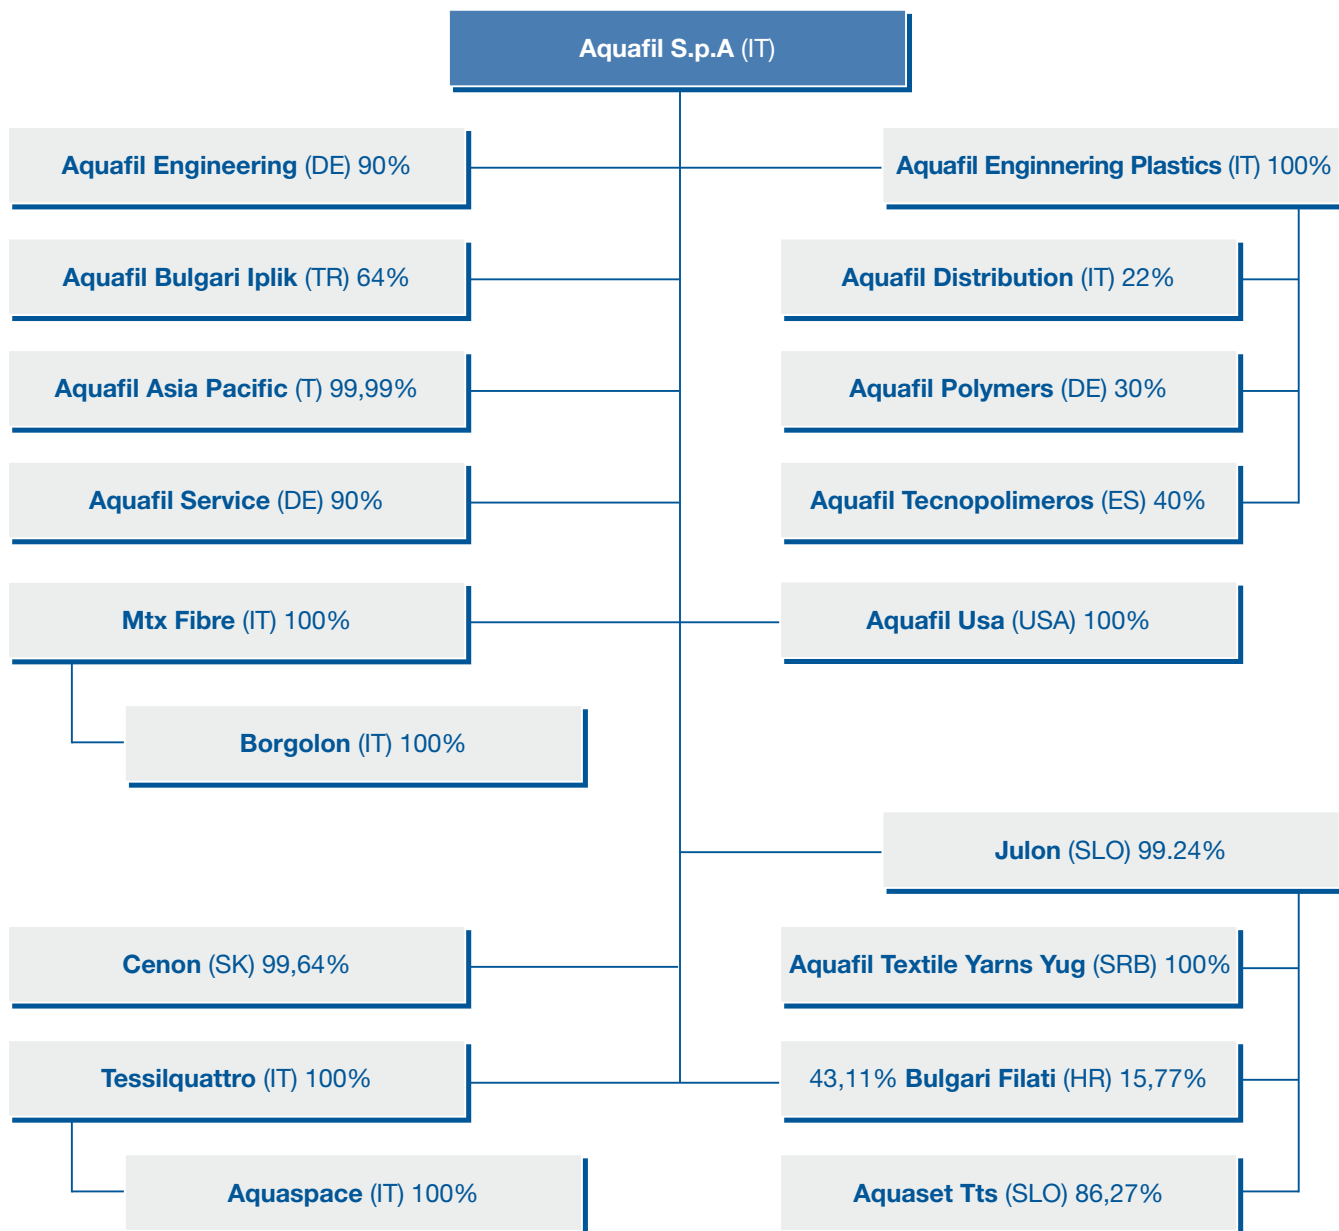 Aquafil S.p.A (IT)
Aquafil Engineering (DE) 90%
Aquafil Enginnering Plastics (IT) 100%
Aquafil Bulgari Iplik (TR) 64%
Aquafil Distribution (IT) 22%
Aquafil Asia Pacific (T) 99,99%
Aquafil Polymers (DE) 30%
Aquafil Service (DE) 90%
Aquafil Tecnopolimeros (ES) 40%
Mtx Fibre (IT) 100%
Aquafil Usa (USA) 100%
Borgolon (IT) 100%
Julon (SLO) 99.24%
Cenon (SK) 99,64%
Aquafil Textile Yarns Yug (SRB) 100%
Tessilquattro (IT) 100%
43,11% Bulgari Filati (HR) 15,77%
Aquaspace (IT) 100%
Aquaset Tts (SLO) 86,27%